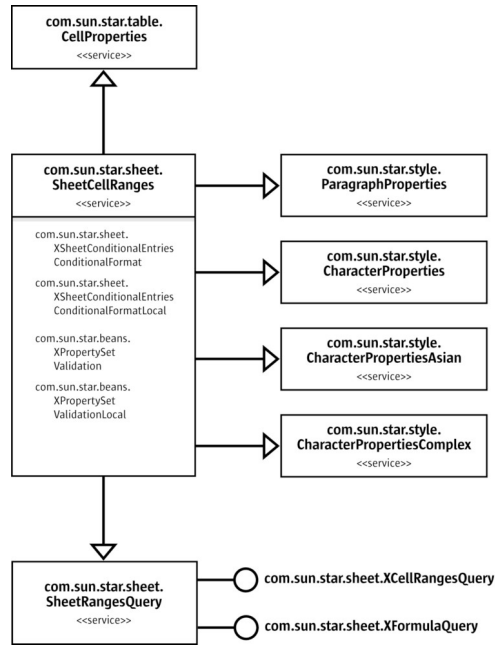 com.sun.star.table.
CellProperties
<<service>>
com.sun.star.sheet.
SheetCellRanges
<<service>>
com.sun.star.sheet.
XSheetConditionalEntries
ConditionalFormat
com.sun.star.sheet.
XSheetConditionalEntries
ConditionalFormatLocal
com.sun.star.beans.
XPropertySet
Validation
com.sun.star.beans.
XPropertySet
ValidationLocal
com.sun.star.style.
ParagraphProperties
<<service>>
com.sun.star.style.
CharacterProperties
<<service>>
com.sun.star.style.
CharacterPropertiesAsian
<<service>>
com.sun.star.style.
CharacterPropertiesComplex
<<service>>
com.sun.star.sheet.
SheetRangesQuery
<<service>>
com.sun.star.sheet.XCellRangesQuery
com.sun.star.sheet.XFormulaQuery